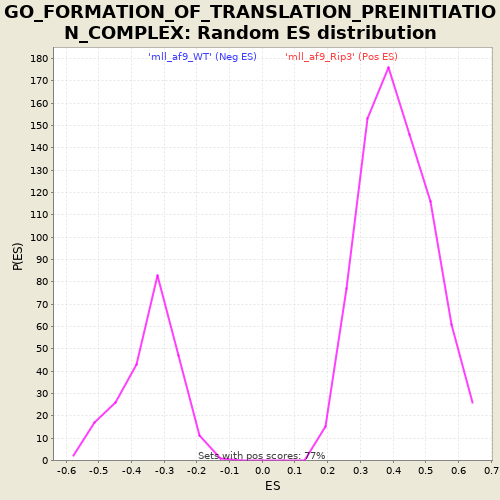 GO_FORMATION_OF_TRANSLATION_PREINITIATIO
N_COMPLEX: Random ES distribution
'mll_af9_WT' (Neg ES)
'mll_af9_Rip3' (Pos ES)
180
170
160
150
140
130
120
110
100
90
80
70
60
50
40
30
20
10
0
P(ES)
Sets with pos scores: 77%
-0.6 -0.5 -0.4 -0.3 -0.2 -0.1 0.0 0.1 0.2 0.3 0.4 0.5 0.6 0.7
ES